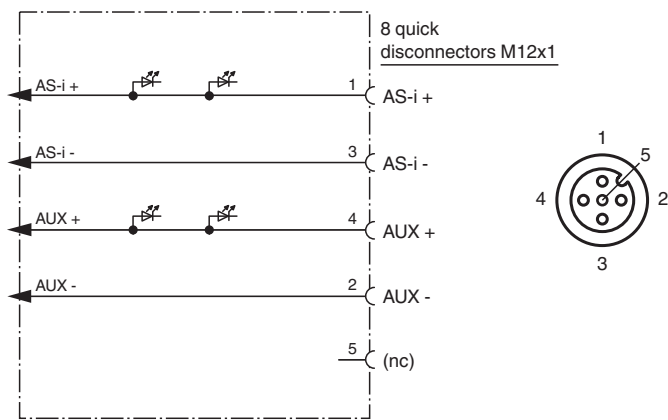 8 quick
disconnectors M12x1
AS-i +
1
AS-i +
AS-i -
3
AS-i -
AUX +
4
AUX +
AUX -
2
AUX -
5
(nc)
1
5
4
2
3